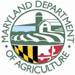 MARYLAND DEPARTMENT
OF AGRICULTURE